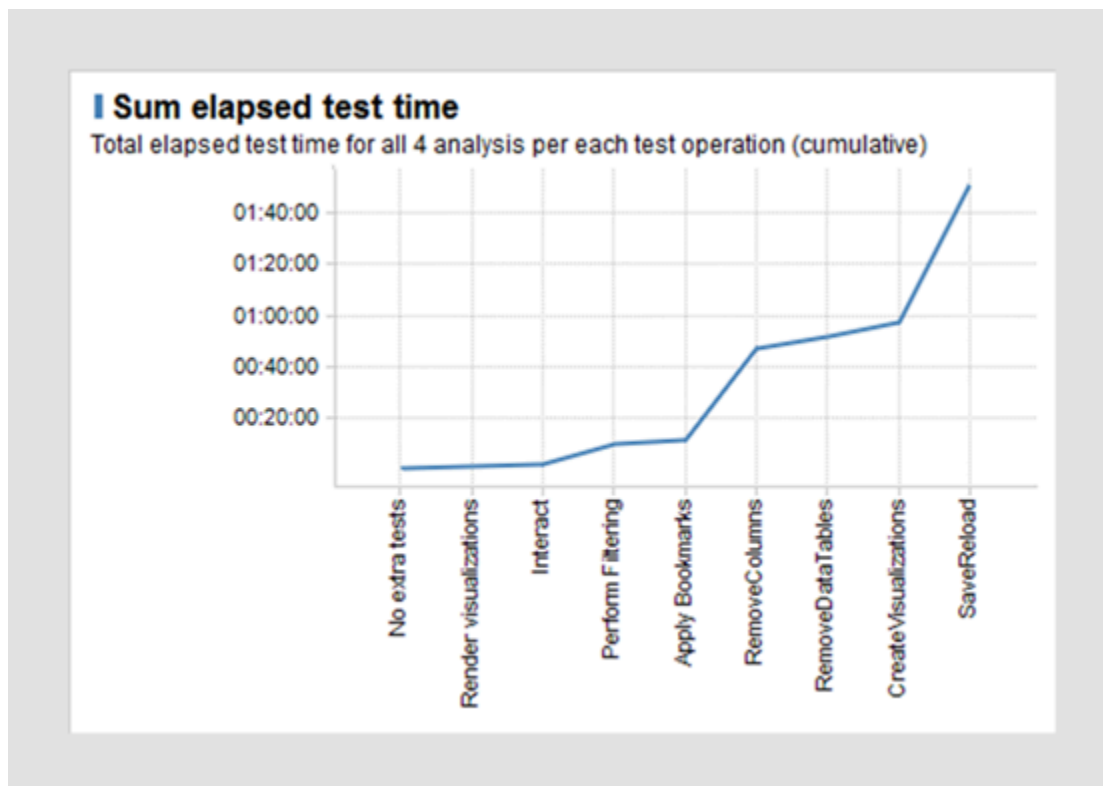 Sum elapsed test time
Total elapsed test time for all 4 analysis per each test operation (cumulative)
01:40:00
01:20:00
01:00:00
00:40:00
00:20:00
No extra tests
Render visualizations
Interact
Perform Filtering
Apply Bookmarks
RemoveColumns
RemoveDataTables
CreateVisualizations
SaveReload